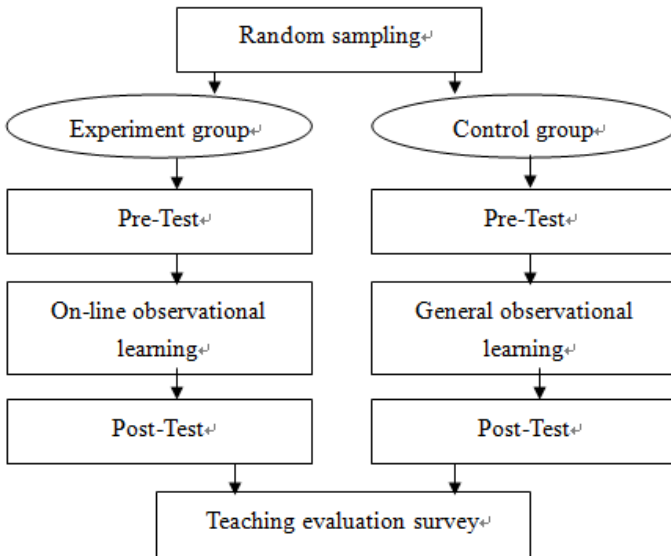 Random sampling
Experiment group
Control group
Pre-Test
Pre-Test
On-line observational
learning
General observational
learning
Post-Test
Post-Test
Teaching evaluation survey